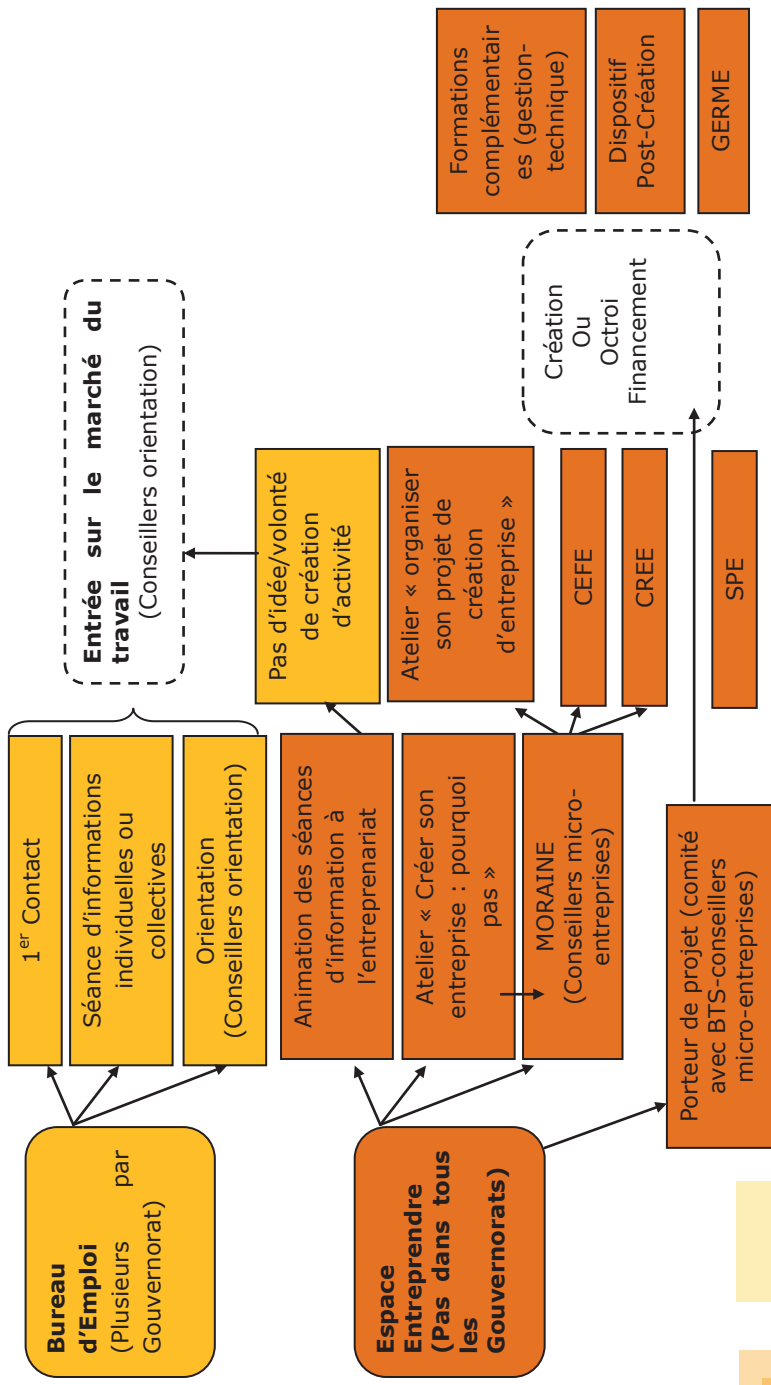 Bureau
d'Emploi
(Plusieurs par
Gouvernorat)
1er Contact
Séance d'informations
individuelles ou
collectives
Orientation
(Conseillers orientation)
Entrée sur le marché du
travail
(Conseillers orientation)
Espace
Entreprendre
(Pas dans tous
les
Gouvernorats)
Animation des séances
d'information à
l'entreprenariat
Atelier « Créer son
entreprise : pourquoi
pas »
MORAINE
(Conseillers micro-
entreprises)
Porteur de projet (comité
avec BTS-conseillers
micro-entreprises)
Pas d'idée/volonté
de création
d'activité
Atelier « organiser
son projet de
création
d'entreprise »
CEFE
CREE
SPE
Création
Ou
Octroi
Financement
Formations
complémentair
es (gestion-
technique)
Dispositif
Post-Création
GERME